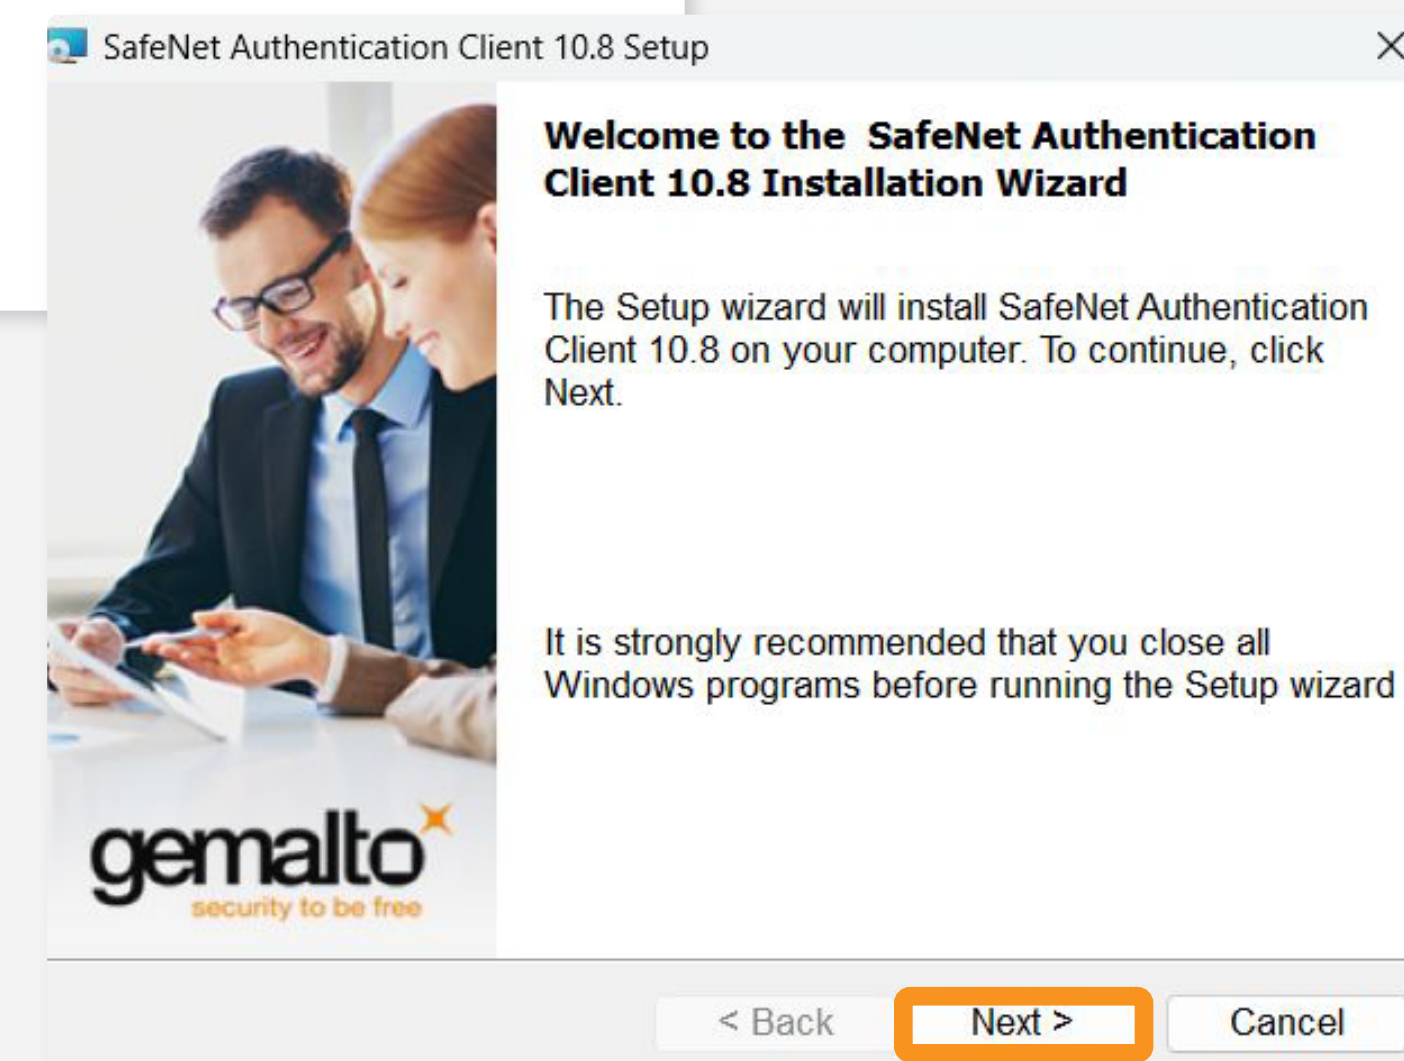 SafeNet Authentication Client 10.8 Setup
Welcome to the SafeNet Authentication
Client 10.8 Installation Wizard
The Setup wizard will install SafeNet Authentication
Client 10.8 on your computer. To continue, click
Next.
It is strongly recommended that you close all
Windows programs before running the Setup wizard
gemalto
security to be free
< Back
Next >
Cancel